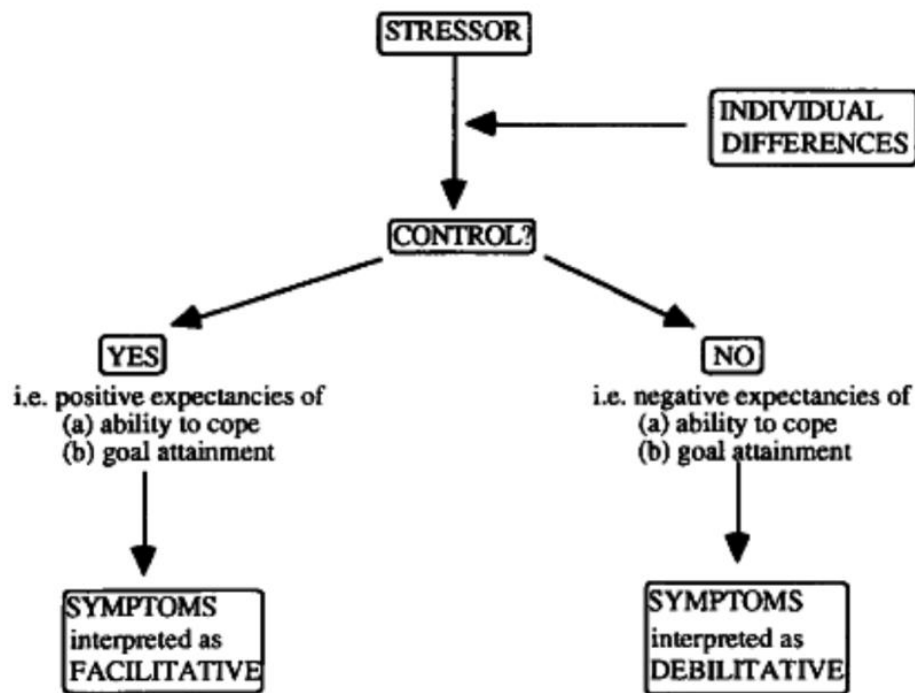 STRESSOR
INDIVIDUAL
DIFFERENCES
CONTROL?
YES
i.e. positive expectancies of
(a) ability to cope
(b) goal attainment
NO
i.e. negative expectancies of
(a) ability to cope
(b) goal attainment
SYMPTOMS
interpreted as
FACILITATIVE
SYMPTOMS
interpreted as
DEBILITATIVE